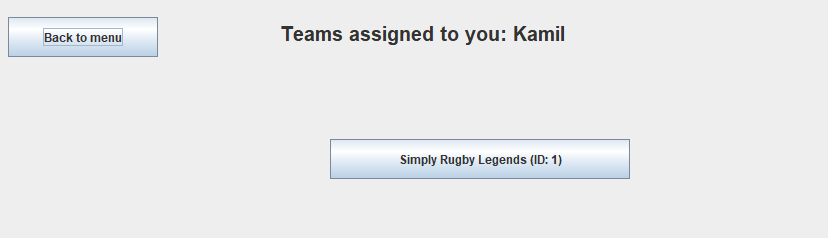 Back to menu
Teams assigned to you: Kamil
Simply Rugby Legends (ID: 1)